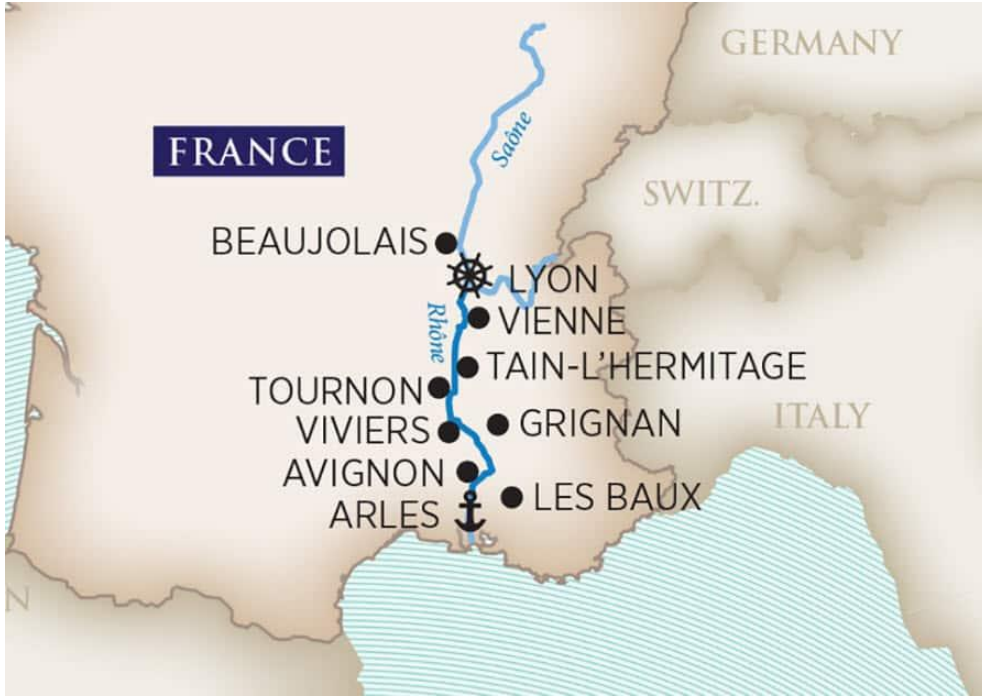 GERMANY
Saône
FRANCE
SWITZ.
BEAUJOLAIS
LYON
Rhône
VIENNE
TAIN-L'HERMITAGE
TOURNON
ITALY
GRIGNAN
VIVIERS
AVIGNON
LES BAUX
ARLES
N